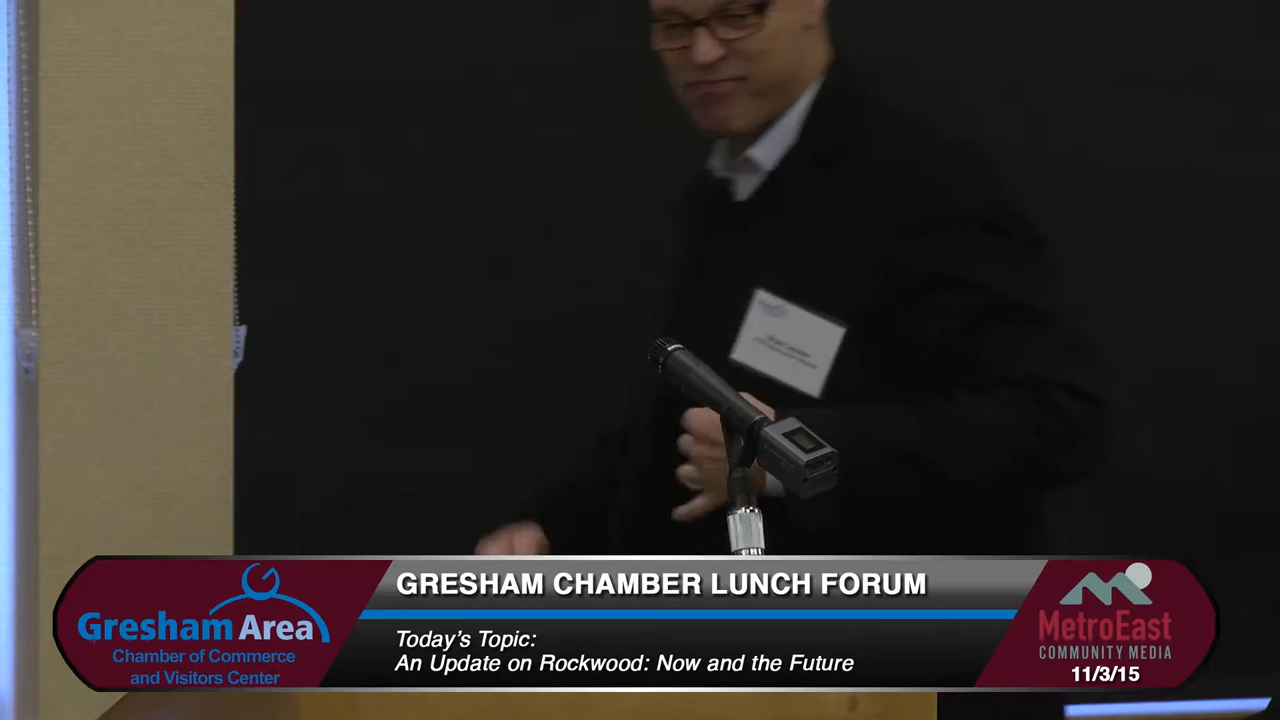 GRESHAM CHAMBER LUNCH FORUM
Today's Topic:
An Update on Rockwood: Now and the Future
Gresham Area
Chamber of Commerce
and Visitors Center
MetroEast
COMMUNITY MEDIA
11/3/15